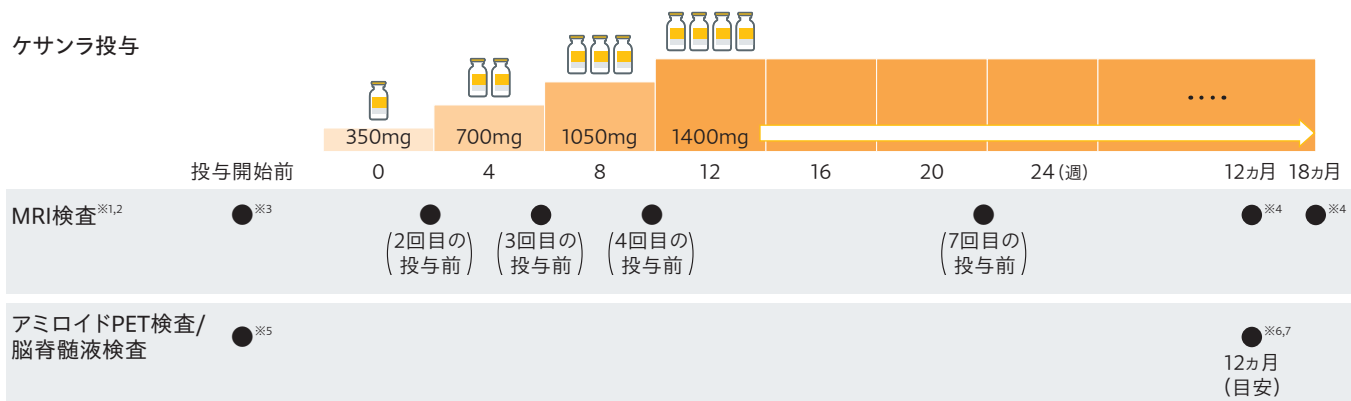 ケサンラ投与
350mg 700mg 1050mg 1400mg ････
投与開始前 0 4 8 12 16 20 24(週) 12ヵ月 18ヵ月
MRI検査※1,2 ●※3 ● ● ● ● ●※4 ●※4
(2回目の投与前) (3回目の投与前) (4回目の投与前) (7回目の投与前)
アミロイドPET検査/
脳脊髄液検査 ●※5 ●※6,7
12ヵ月
(目安)